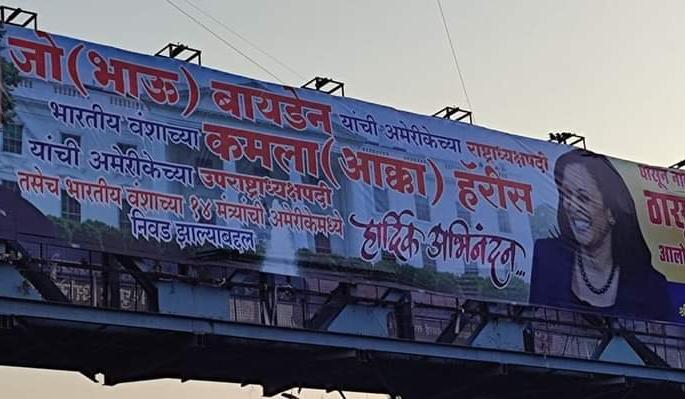 जो(भाऊ) बायडेन यांची अमेरिकेच्या राष्ट्राध्यक्षपदी
भारतीय वंशाच्या कमला(आक्का) हॅरीस
यांची अमेरिकेच्या उपराष्ट्राध्यक्षपदी
तसेच भारतीय वंशाच्या १४ मंत्र्यांची अमेरिकेमध्ये
निवड झाल्याबद्दल
हार्दिक अभिनंदन...